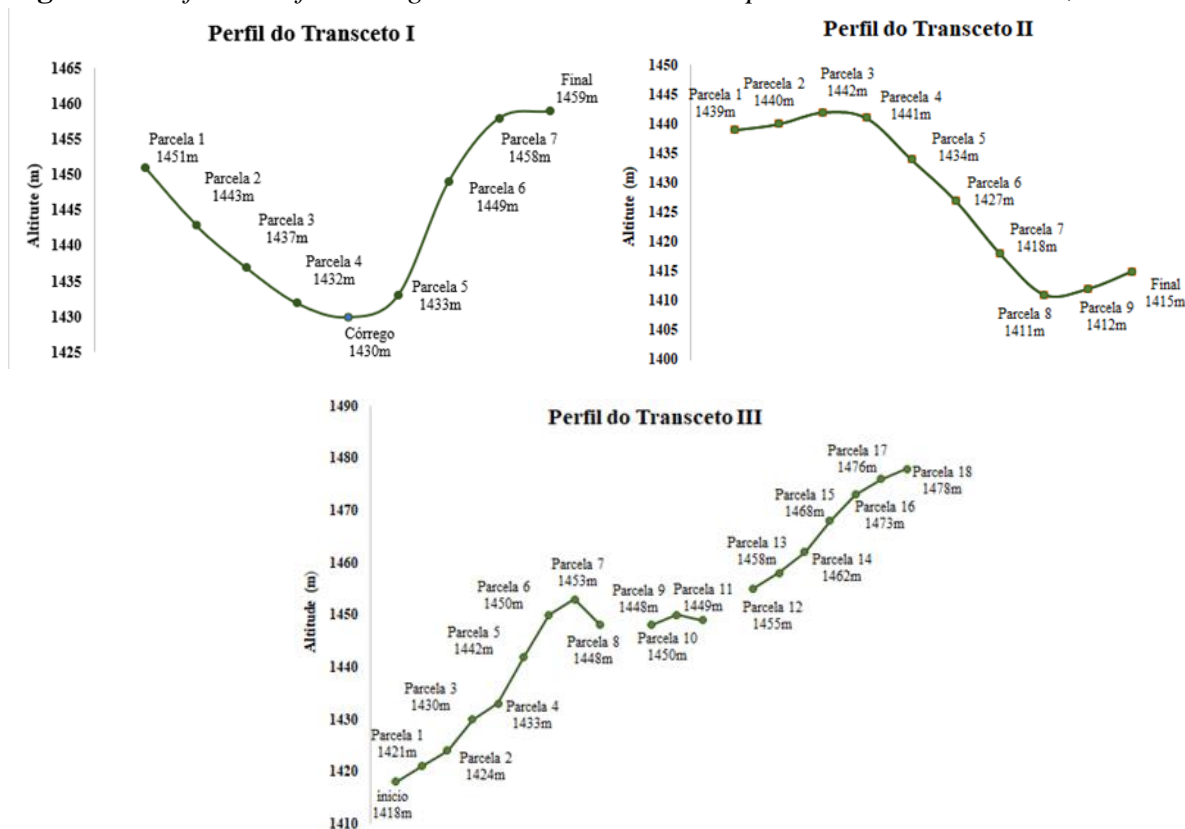 Perfil do Transceto I
Altitute (m)
1465
1460
1455
1450
1445
1440
1435
1430
1425
Parcela 1
1451m
Parcela 2
1443m
Parcela 3
1437m
Parcela 4
1432m
Córrego
1430m
Parcela 5
1433m
Parcela 6
1449m
Parcela 7
1458m
Final
1459m
Perfil do Transceto II
Altitute (m)
1450
1445
1440
1435
1430
1425
1420
1415
1410
1405
1400
Parcela 1
1439m
Parecela 2
1440m
Parcela 3
1442m
Parecela 4
1441m
Parcela 5
1434m
Parcela 6
1427m
Parcela 7
1418m
Parcela 8
1411m
Parcela 9
1412m
Final
1415m
Perfil do Transceto III
Altitude (m)
1490
1480
1470
1460
1450
1440
1430
1420
1410
inicio
1418m
Parcela 1
1421m
Parcela 2
1424m
Parcela 3
1430m
Parcela 4
1433m
Parcela 5
1442m
Parcela 6
1450m
Parcela 7
1453m
Parcela 8
1448m
Parcela 9
1448m
Parcela 10
1450m
Parcela 11
1449m
Parcela 12
1455m
Parcela 13
1458m
Parcela 14
1462m
Parcela 15
1468m
Parcela 16
1473m
Parcela 17
1476m
Parcela 18
1478m